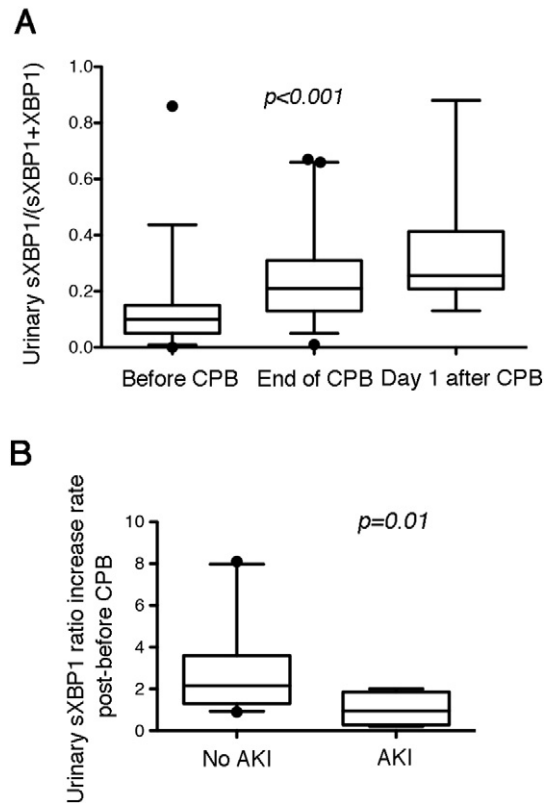 A
Urinary sXBP1/(sXBP1+XBP1)
1.0
0.8
0.6
0.4
0.2
0.0
p<0.001
Before CPB
End of CPB
Day 1 after CPB
B
Urinary sXBP1 ratio increase rate
post-before CPB
10
8
6
4
2
0
p=0.01
No AKI
AKI